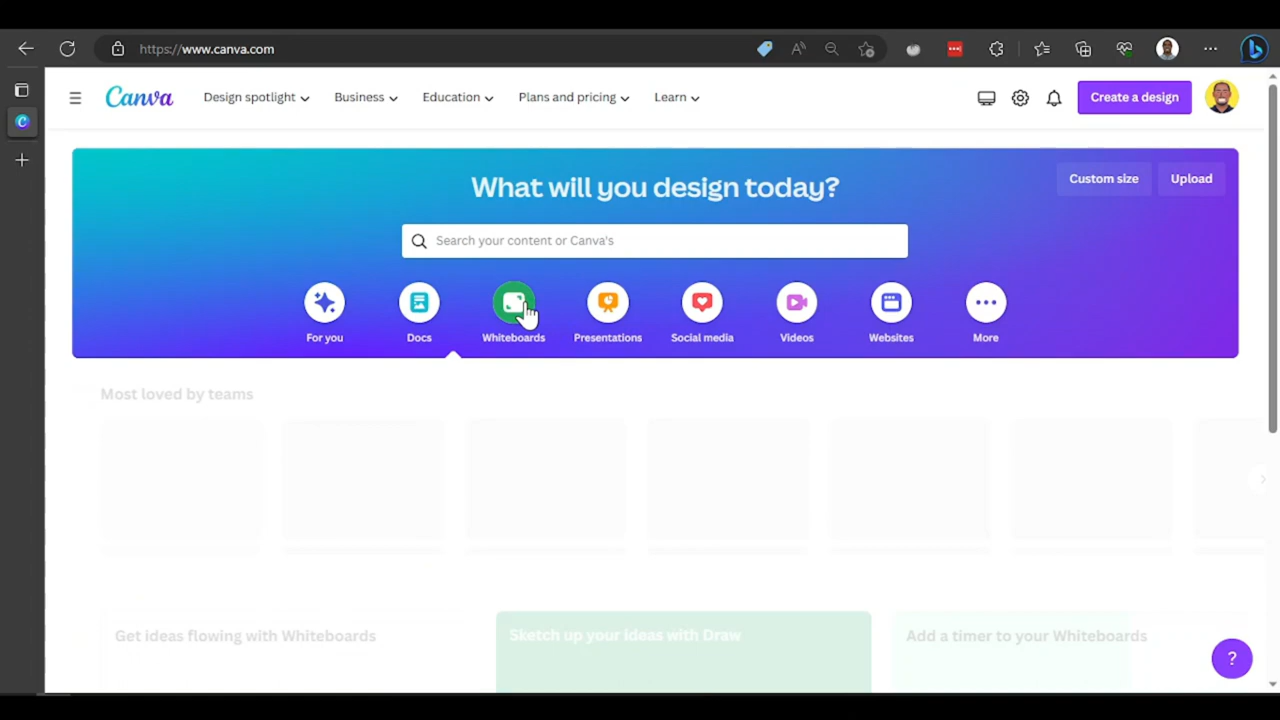 https://www.canva.com
Canva
Design spotlight
Business
Education
Plans and pricing
Learn
Create a design
What will you design today?
Custom size
Upload
Search your content or Canva's
For you
Docs
Whiteboards
Presentations
Social media
Videos
Websites
More
Most loved by teams
Get ideas flowing with Whiteboards
Sketch up your ideas with Draw
Add a timer to your Whiteboards
?